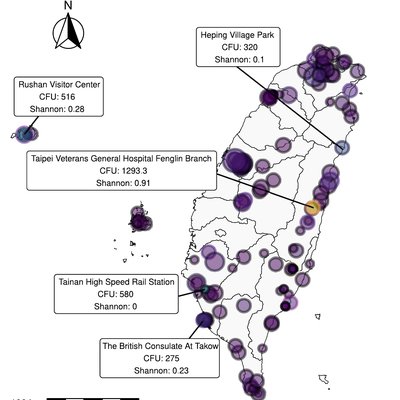 N
Heping Village Park
CFU: 320
Shannon: 0.1
Rushan Visitor Center
CFU: 516
Shannon: 0.28
Taipei Veterans General Hospital Fenglin Branch
CFU: 1293.3
Shannon: 0.91
Tainan High Speed Rail Station
CFU: 580
Shannon: 0
The British Consulate At Takow
CFU: 275
Shannon: 0.23